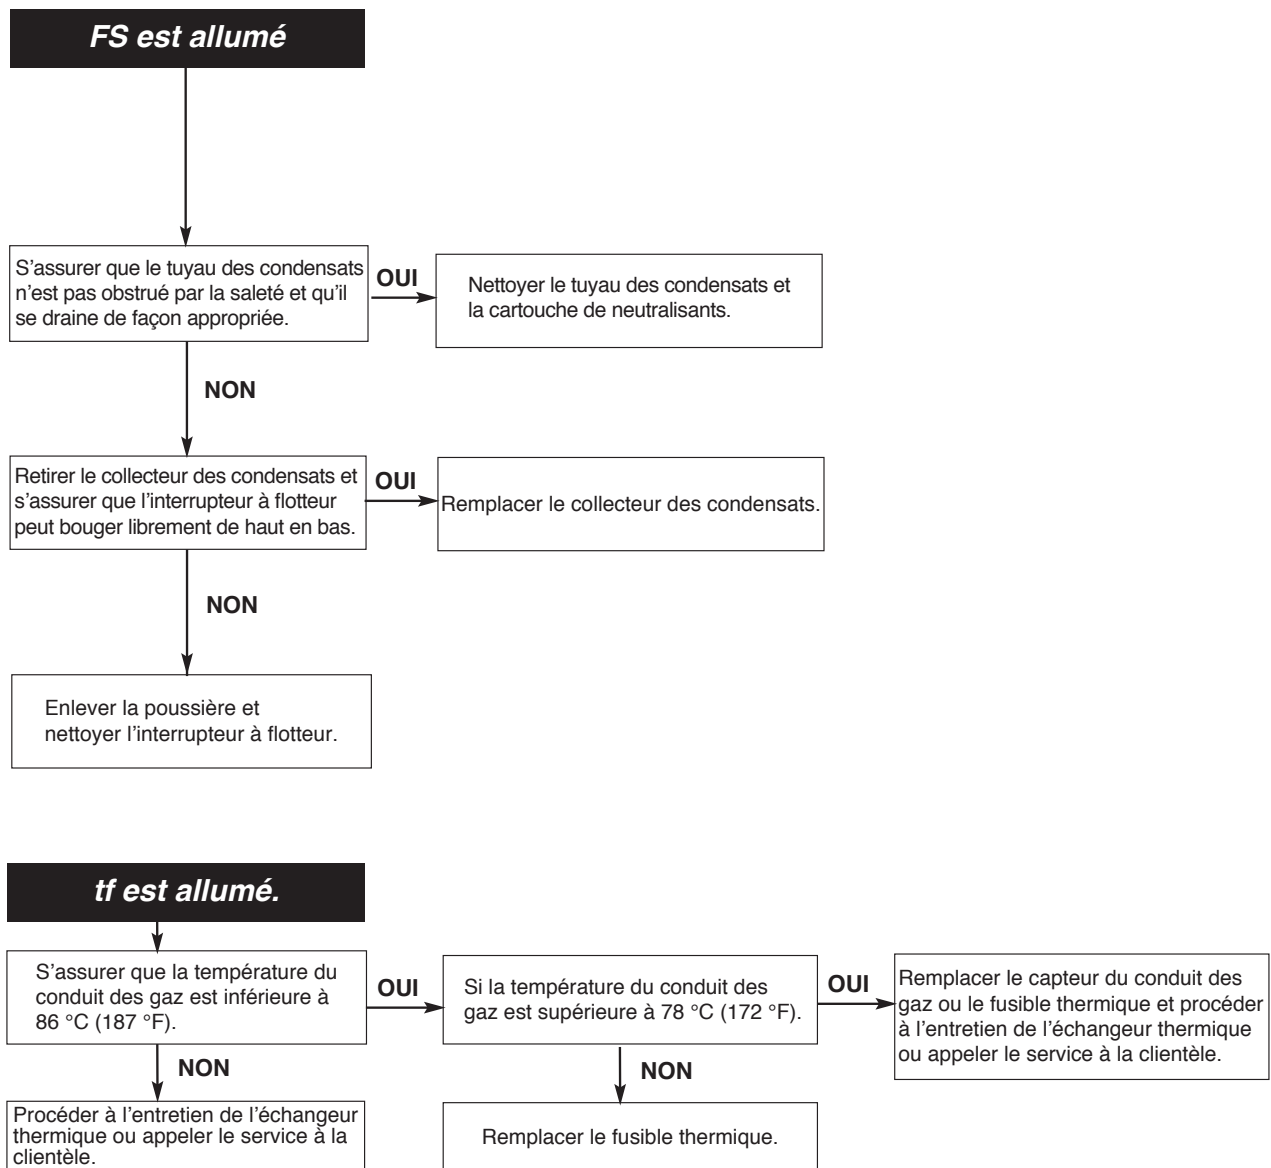 FS est allumé
S'assurer que le tuyau des condensats
n'est pas obstrué par la saleté et qu'il
se draine de façon appropriée.
OUI
Nettoyer le tuyau des condensats et
la cartouche de neutralisants.
NON
Retirer le collecteur des condensats et
s'assurer que l'interrupteur à flotteur
peut bouger librement de haut en bas.
OUI
Remplacer le collecteur des condensats.
NON
Enlever la poussière et
nettoyer l'interrupteur à flotteur.
tf est allumé.
S'assurer que la température du
conduit des gaz est inférieure à
86 °C (187 °F).
OUI
Si la température du conduit des
gaz est supérieure à 78 °C (172 °F).
OUI
Remplacer le capteur du conduit des
gaz ou le fusible thermique et procéder
à l'entretien de l'échangeur thermique
ou appeler le service à la clientèle.
NON
NON
Procéder à l'entretien de l'échangeur
thermique ou appeler le service à la
clientèle.
Remplacer le fusible thermique.